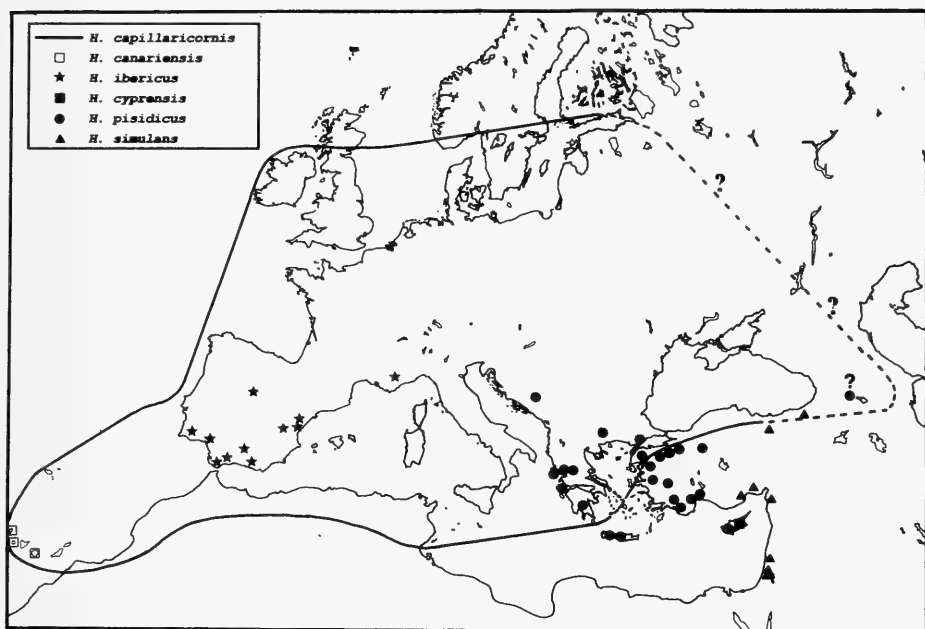 H. capillaricornis
H. canariensis
H. ibericus
H. cyprensis
H. pisidicus
H. simulans
?
?
?